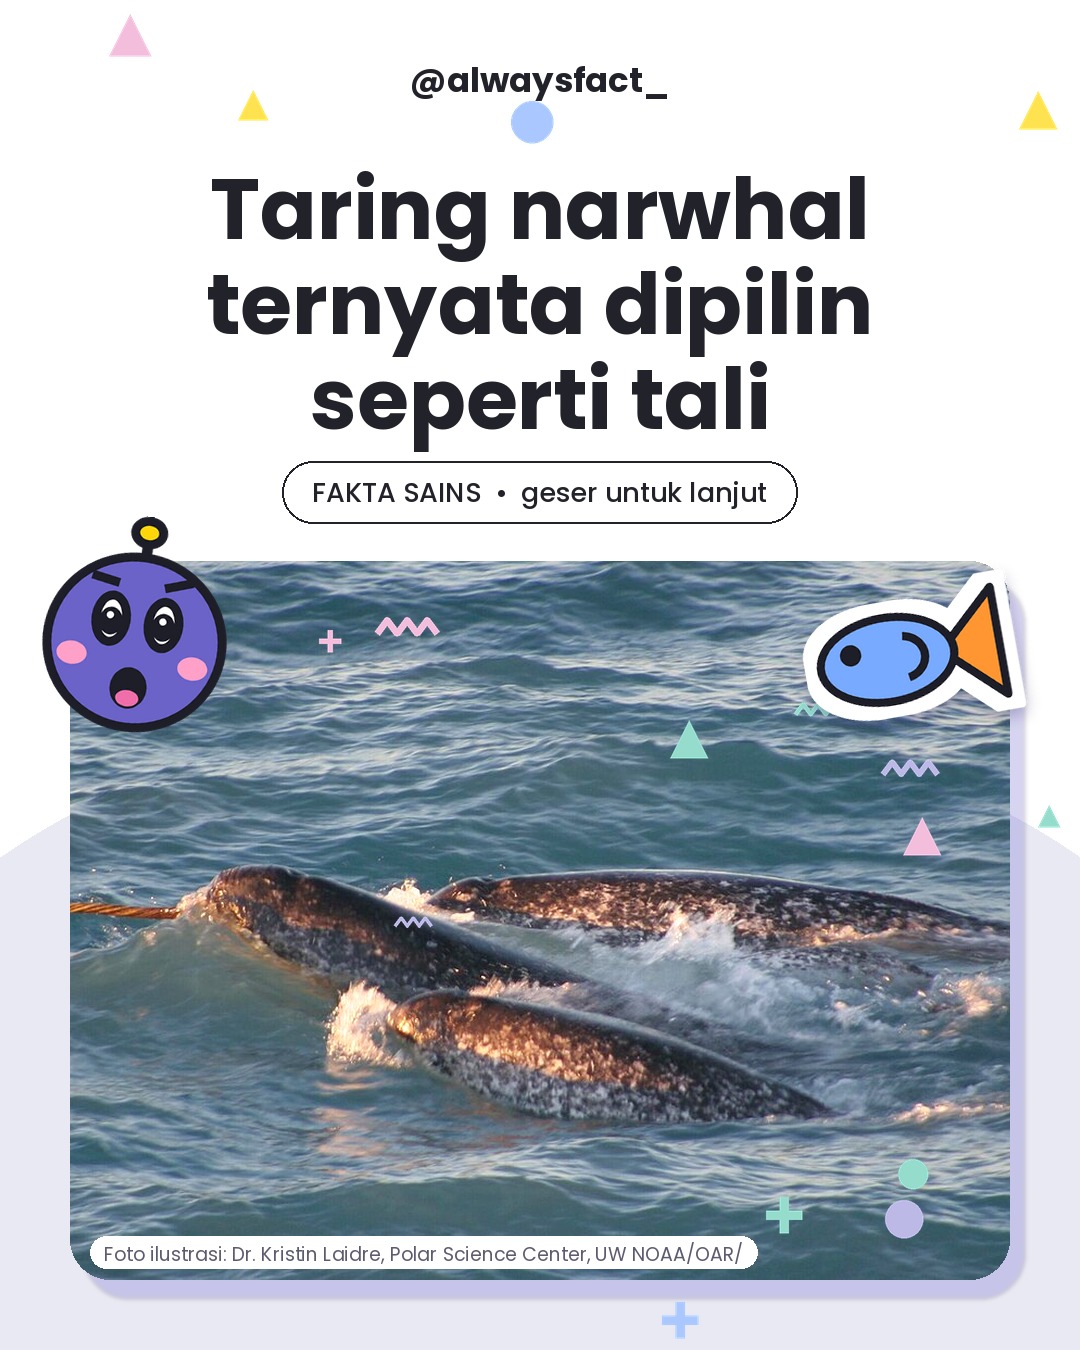 @alwaysfact_
Taring narwhal
ternyata dipilin
seperti tali
FAKTA SAINS • geser untuk lanjut
Foto ilustrasi: Dr. Kristin Laidre, Polar Science Center, UW NOAA/OAR/